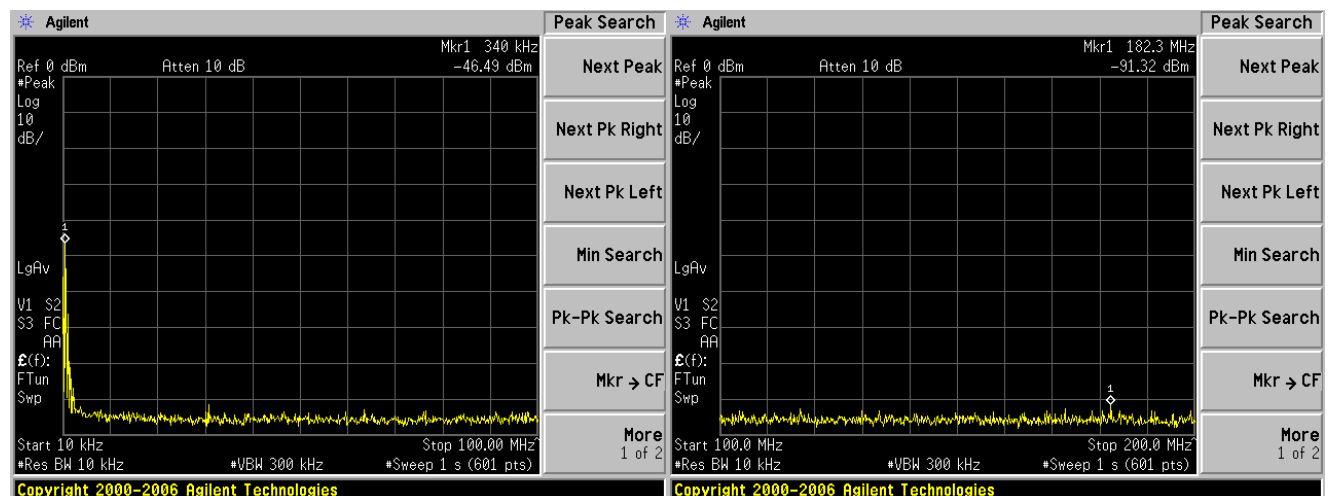 Agilent
Peak Search
Mkr1 340 kHz
Ref 0 dBm Atten 10 dB -46.49 dBm
#Peak
Log
10
dB/
1
LgAv
V1 S2
S3 FC
AA
£(f):
FTun
Swp
Start 10 kHz Stop 100.00 MHz^
#Res BW 10 kHz #VBW 300 kHz #Sweep 1 s (601 pts)
Copyright 2000-2006 Agilent Technologies
Next Peak
Next Pk Right
Next Pk Left
Min Search
Pk-Pk Search
Mkr → CF
More
1 of 2
Agilent
Peak Search
Mkr1 182.3 MHz
Ref 0 dBm Atten 10 dB -91.32 dBm
#Peak
Log
10
dB/
LgAv
V1 S2
S3 FC
AA
£(f):
FTun
Swp
1
Start 100.0 MHz Stop 200.0 MHz^
#Res BW 10 kHz #VBW 300 kHz #Sweep 1 s (601 pts)
Copyright 2000-2006 Agilent Technologies
Next Peak
Next Pk Right
Next Pk Left
Min Search
Pk-Pk Search
Mkr → CF
More
1 of 2